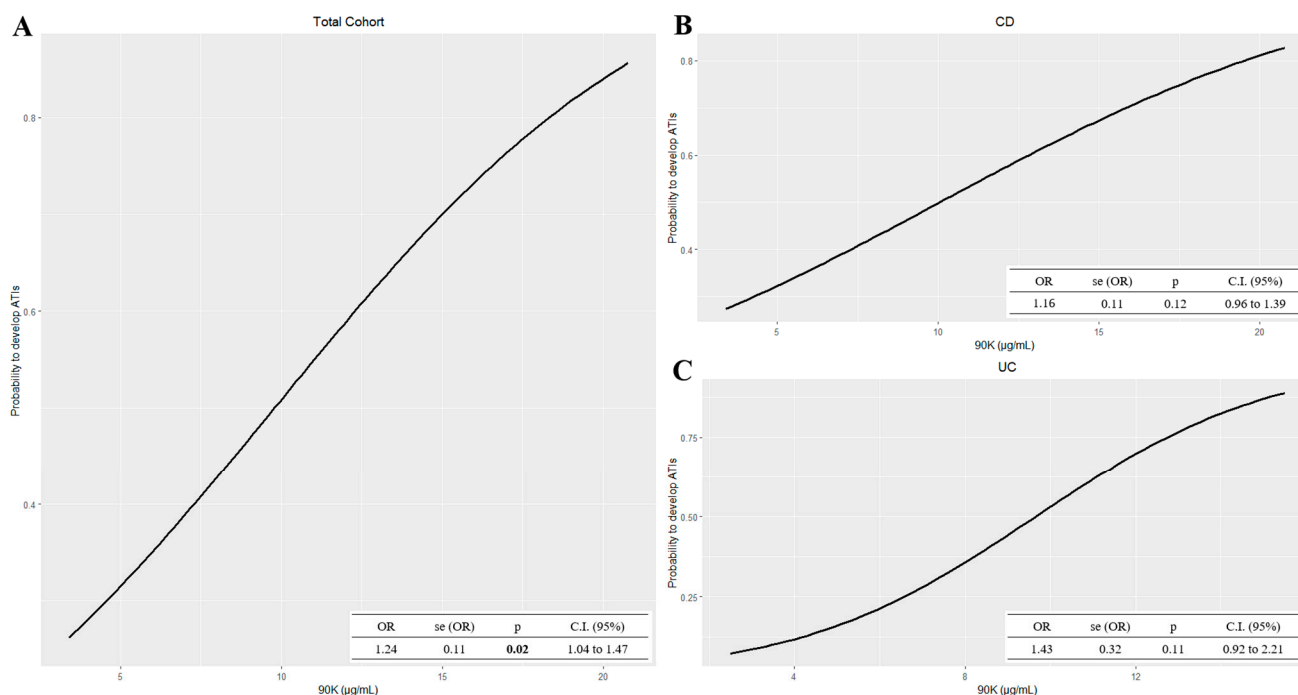 A
Total Cohort
Probability to develop ATIs
0.8
0.6
0.4
OR se (OR) p C.I. (95%)
1.24 0.11 0.02 1.04 to 1.47
5 10 15 20
90K (µg/mL)
B
CD
Probability to develop ATIs
0.8
0.6
0.4
OR se (OR) p C.I. (95%)
1.16 0.11 0.12 0.96 to 1.39
5 10 15 20
90K (µg/mL)
C
UC
Probability to develop ATIs
0.75
0.50
0.25
OR se (OR) p C.I. (95%)
1.43 0.32 0.11 0.92 to 2.21
4 8 12
90K (µg/mL)